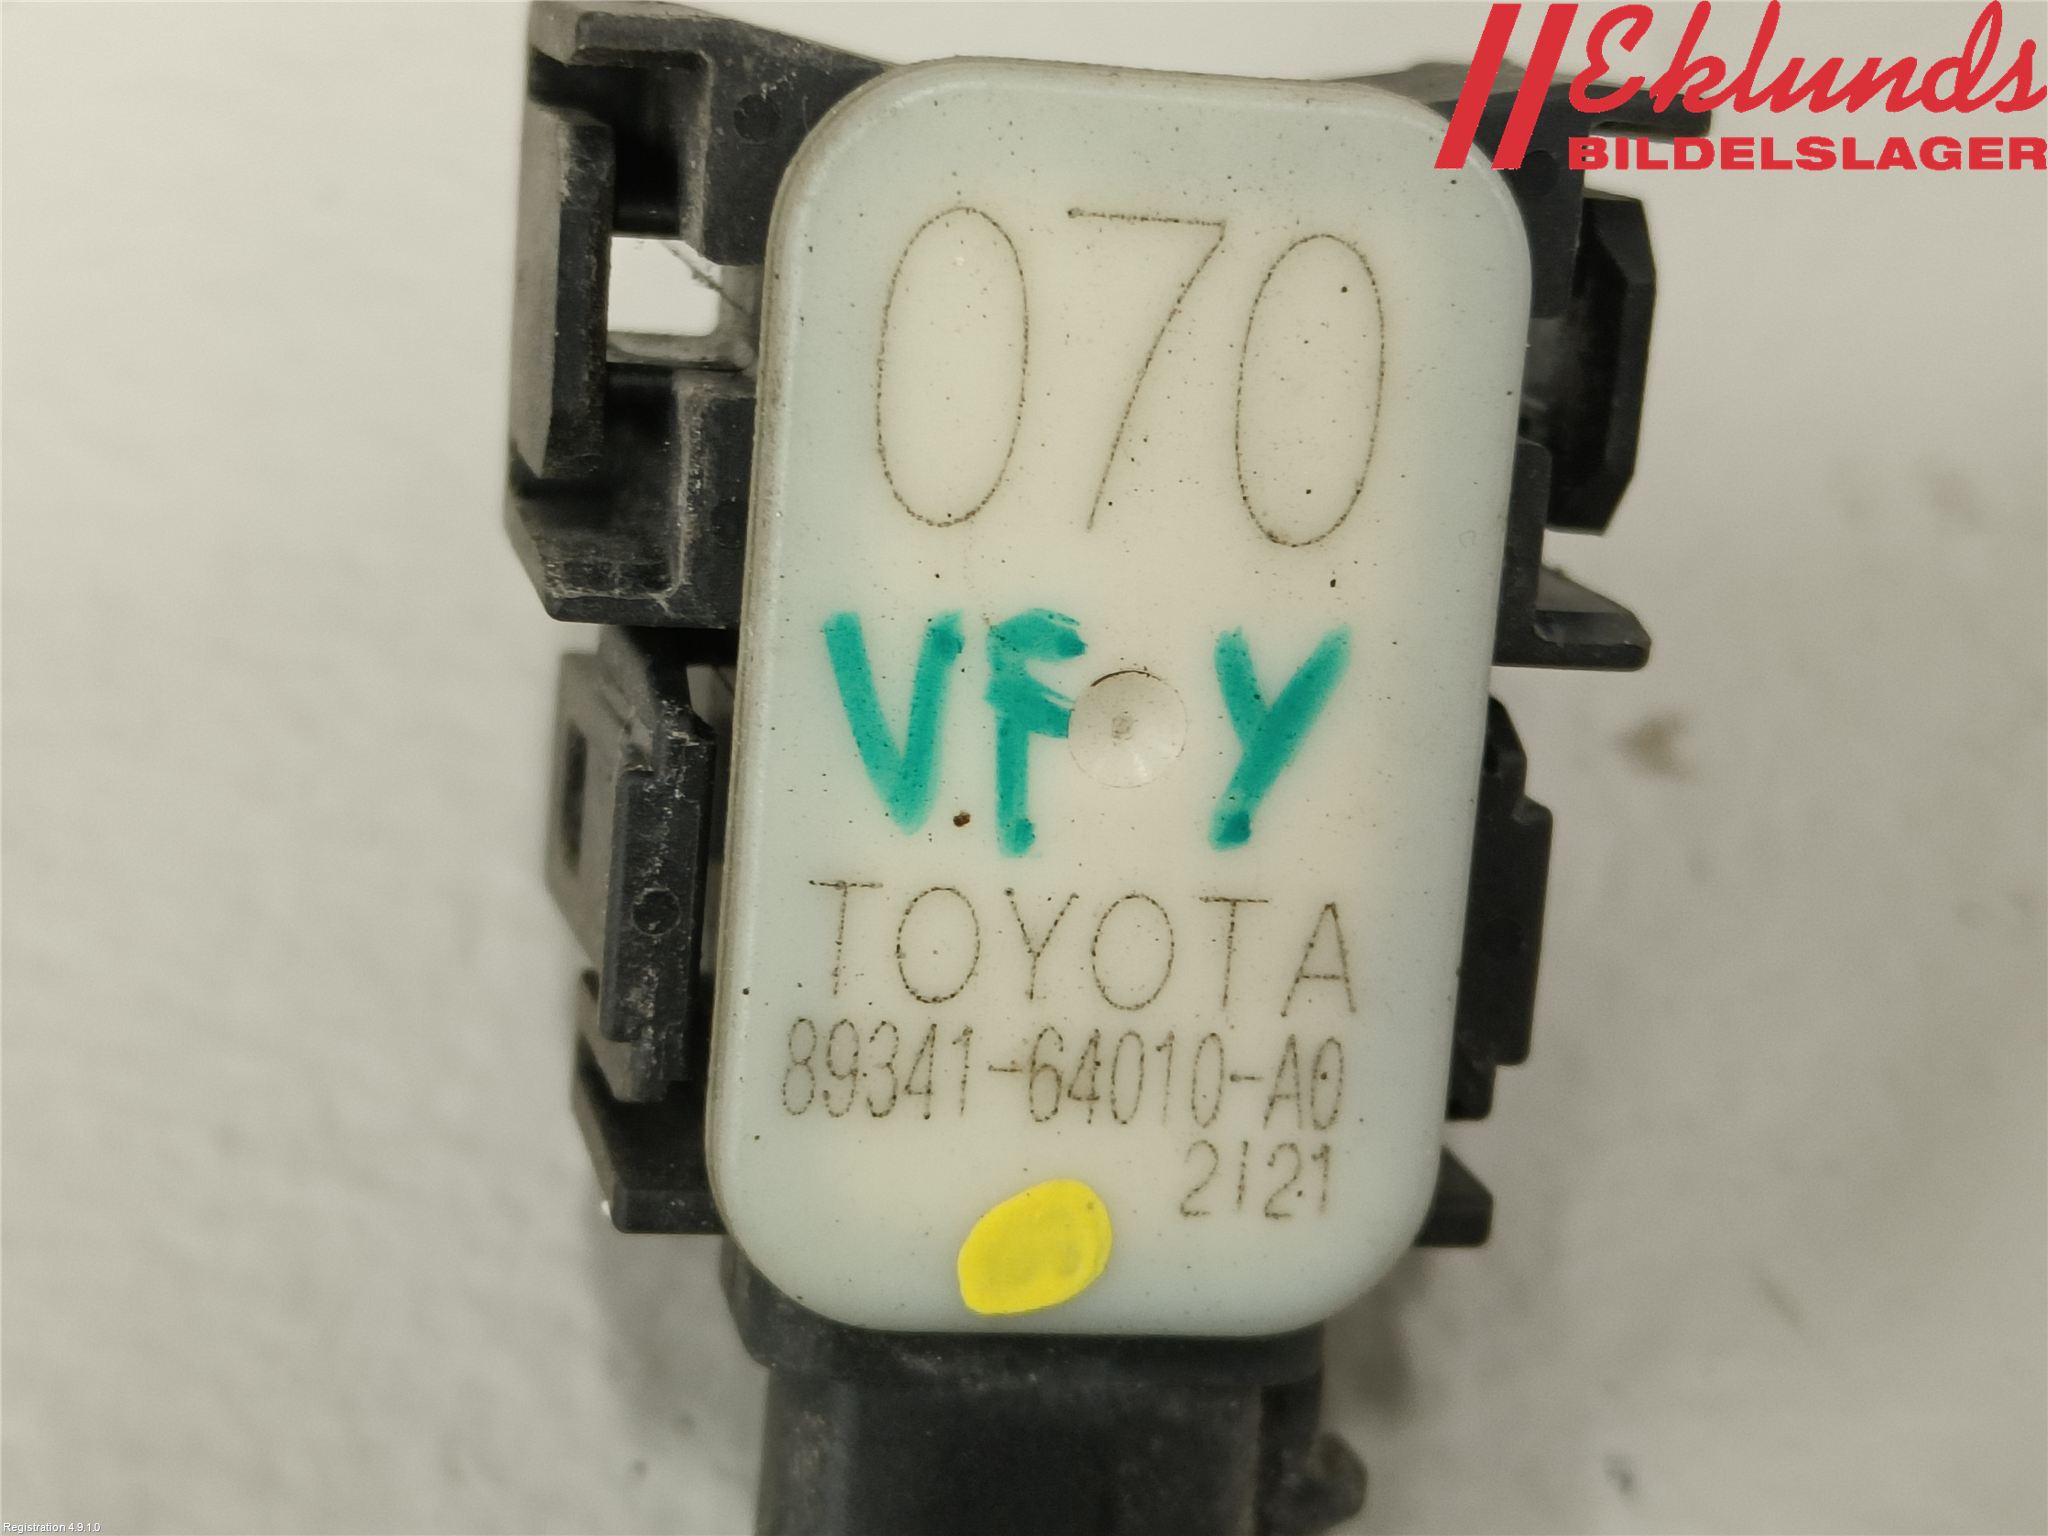 Eklunds
BILDELSLAGER
070
VF Y
TOYOTA
89341-64010-A0
2121
Registration 4.9.1.0